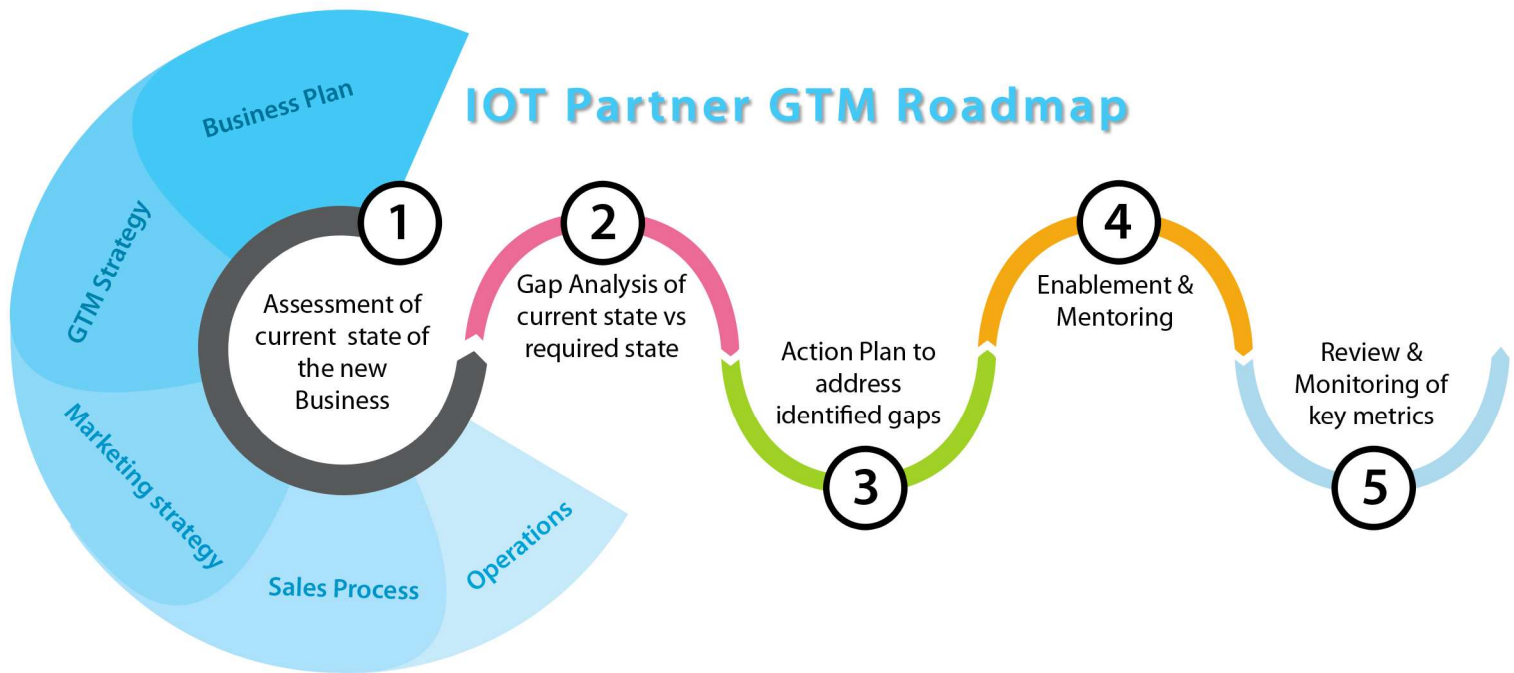 IOT Partner GTM Roadmap
Business Plan
GTM Strategy
Marketing strategy
Sales Process
Operations
1
Assessment of
current state of
the new
Business
2
Gap Analysis of
current state vs
required state
Action Plan to
address
identified gaps
3
4
Enablement &
Mentoring
Review &
Monitoring of
key metrics
5